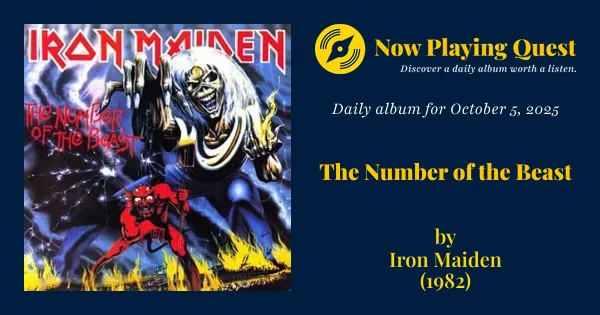 IRON MAIDEN
THE NUMBER
OF THE BEAST
Now Playing Quest
Discover a daily album worth a listen.
Daily album for October 5, 2025
The Number of the Beast
by
Iron Maiden
(1982)